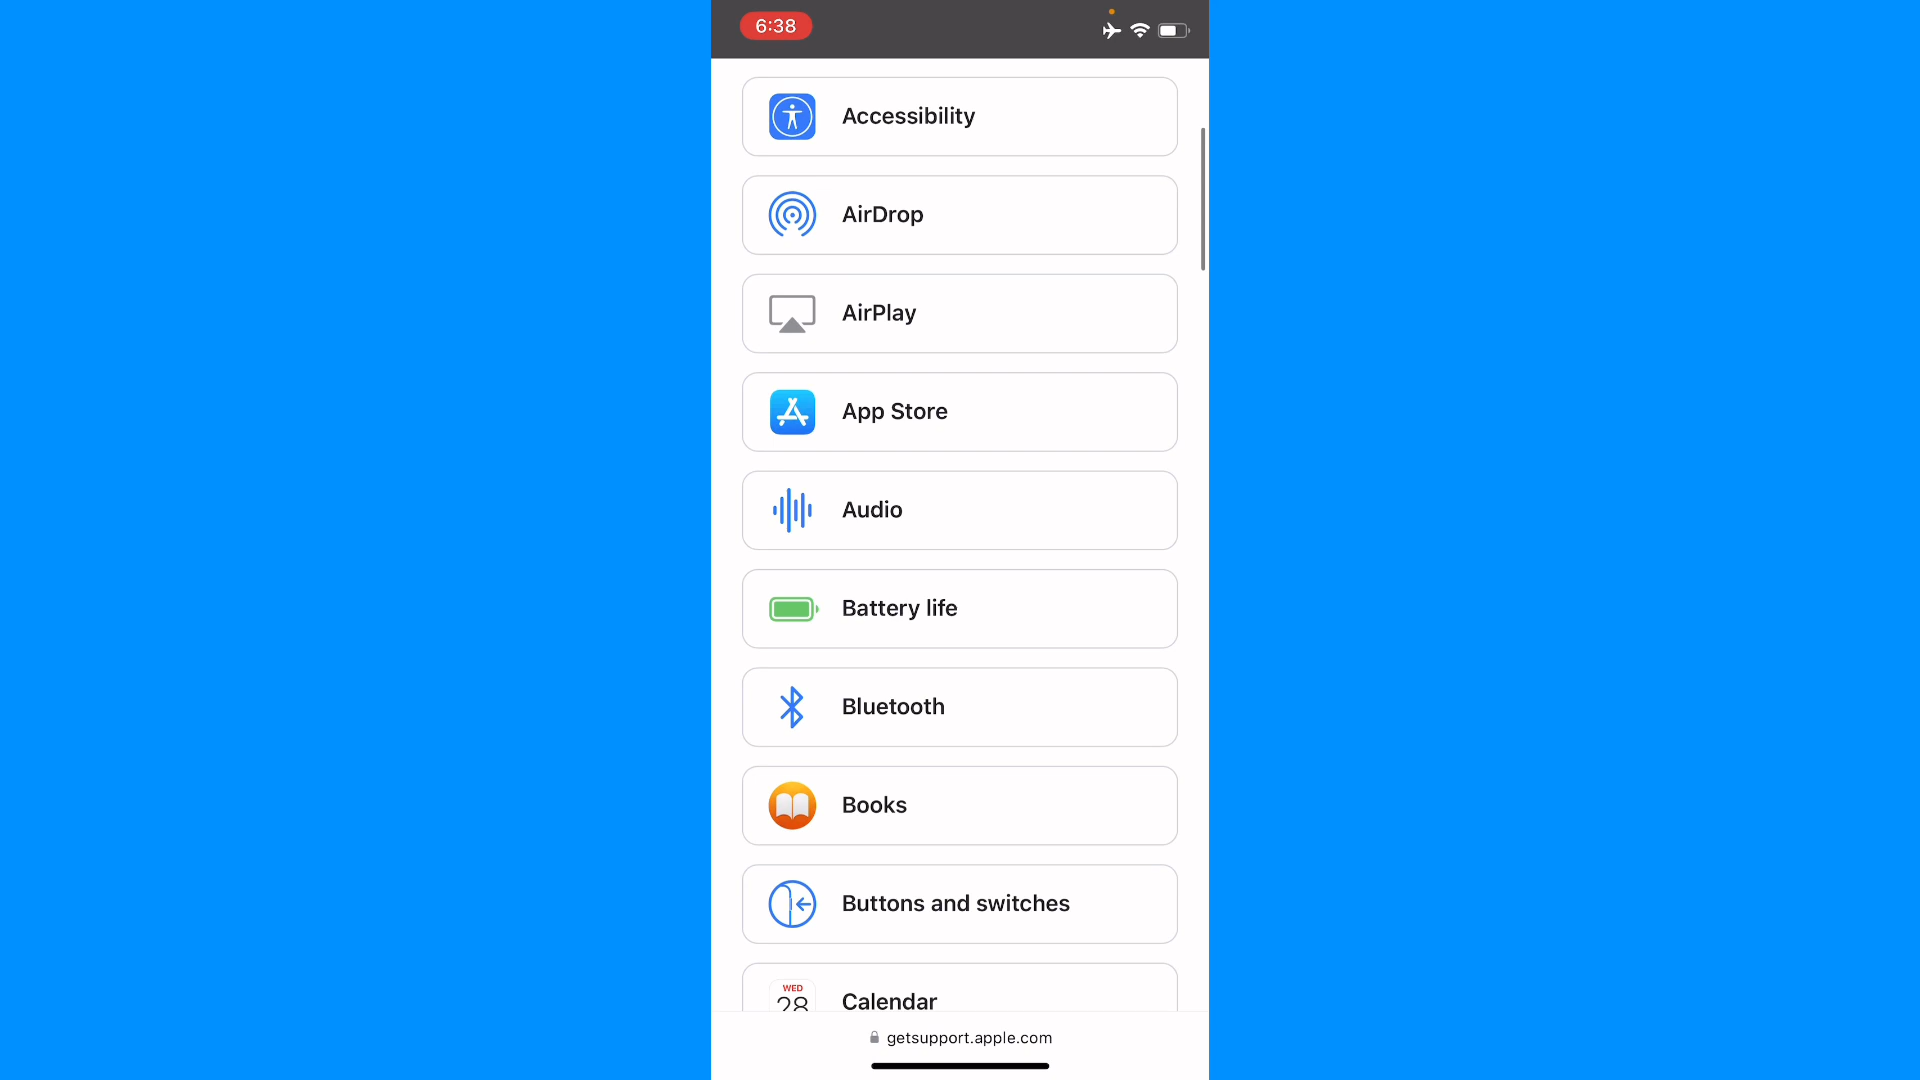 6:38
Accessibility
AirDrop
AirPlay
App Store
Audio
Battery life
Bluetooth
Books
Buttons and switches
WED
28
Calendar
getsupport.apple.com